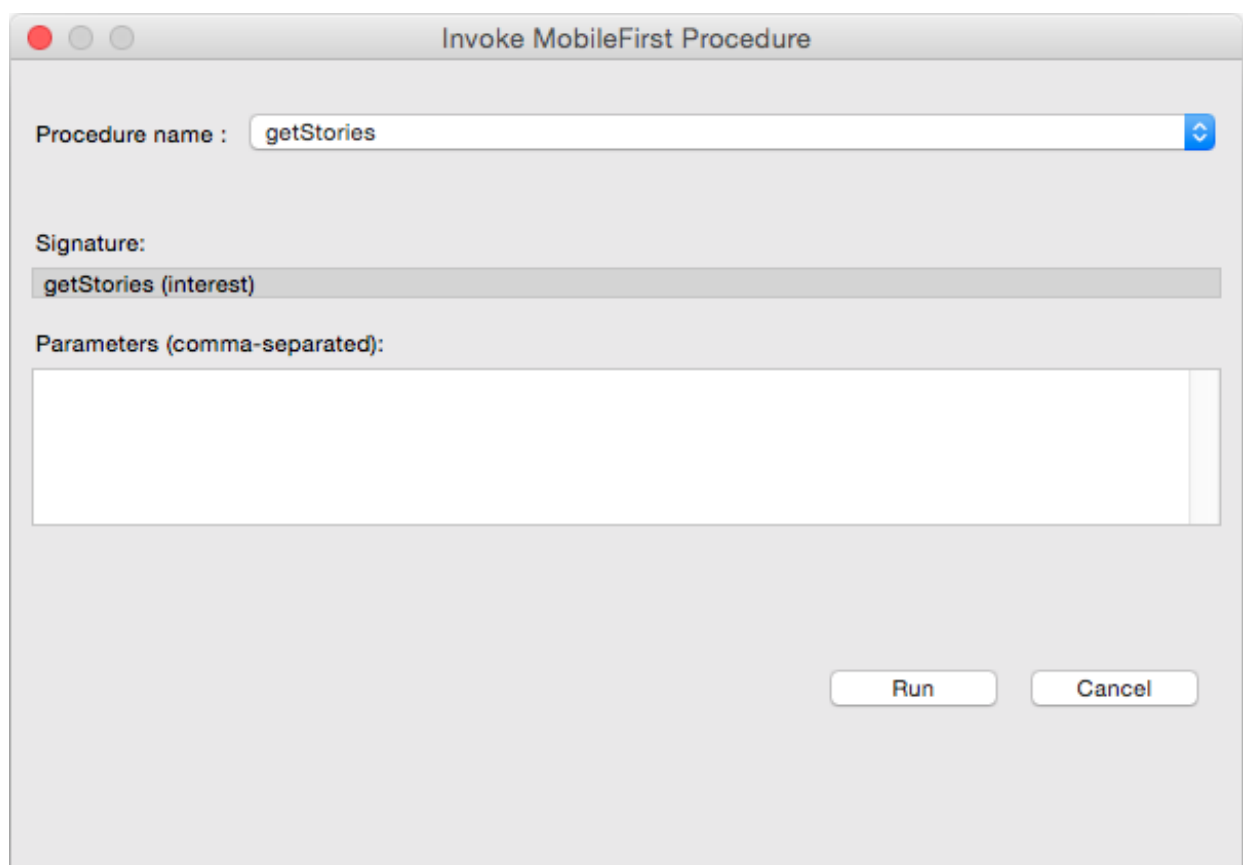 Invoke MobileFirst Procedure
Procedure name : getStories
Signature:
getStories (interest)
Parameters (comma-separated):
Run Cancel